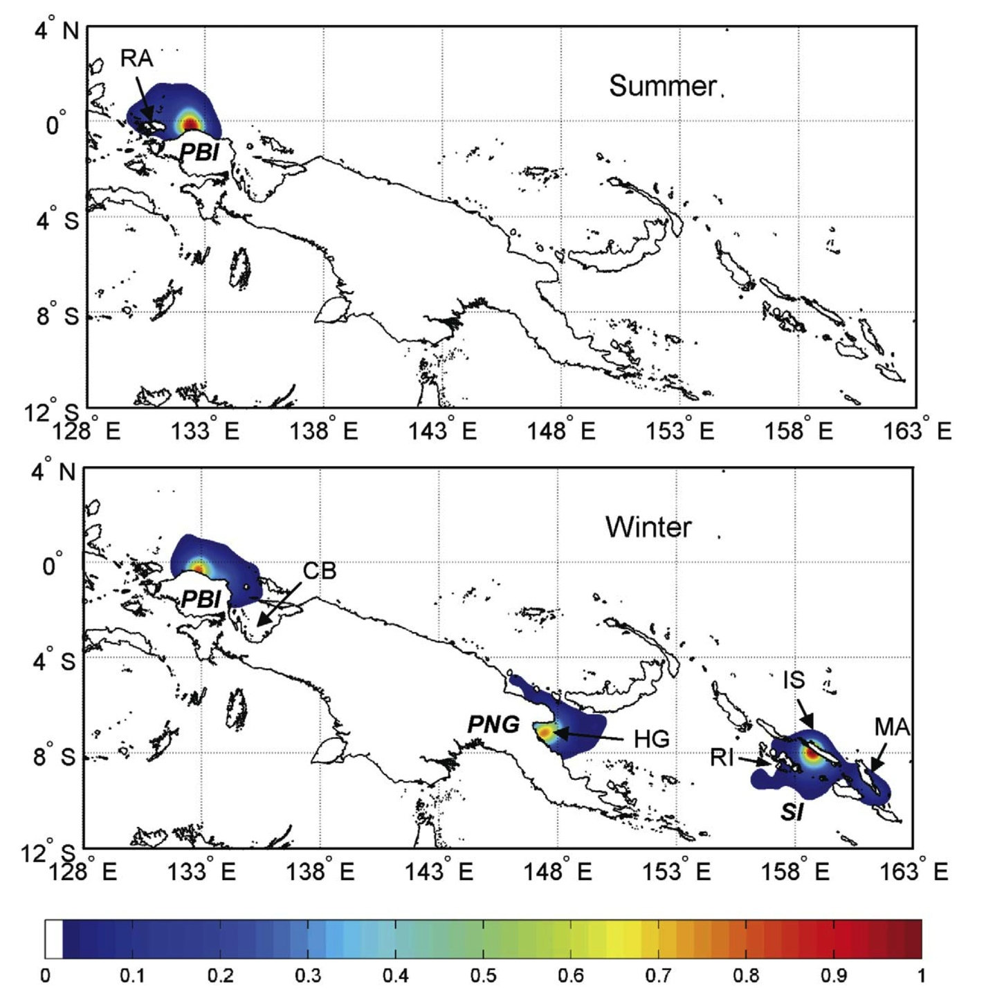 4° N
RA
Summer
0°
PBI
4° S
8° S
12° S
128° E 133° E 138° E 143° E 148° E 153° E 158° E 163° E
4° N
Winter
0°
CB
PBI
4° S
IS
PNG
HG
MA
8° S
RI
SI
12° S
128° E 133° E 138° E 143° E 148° E 153° E 158° E 163° E
0 0.1 0.2 0.3 0.4 0.5 0.6 0.7 0.8 0.9 1